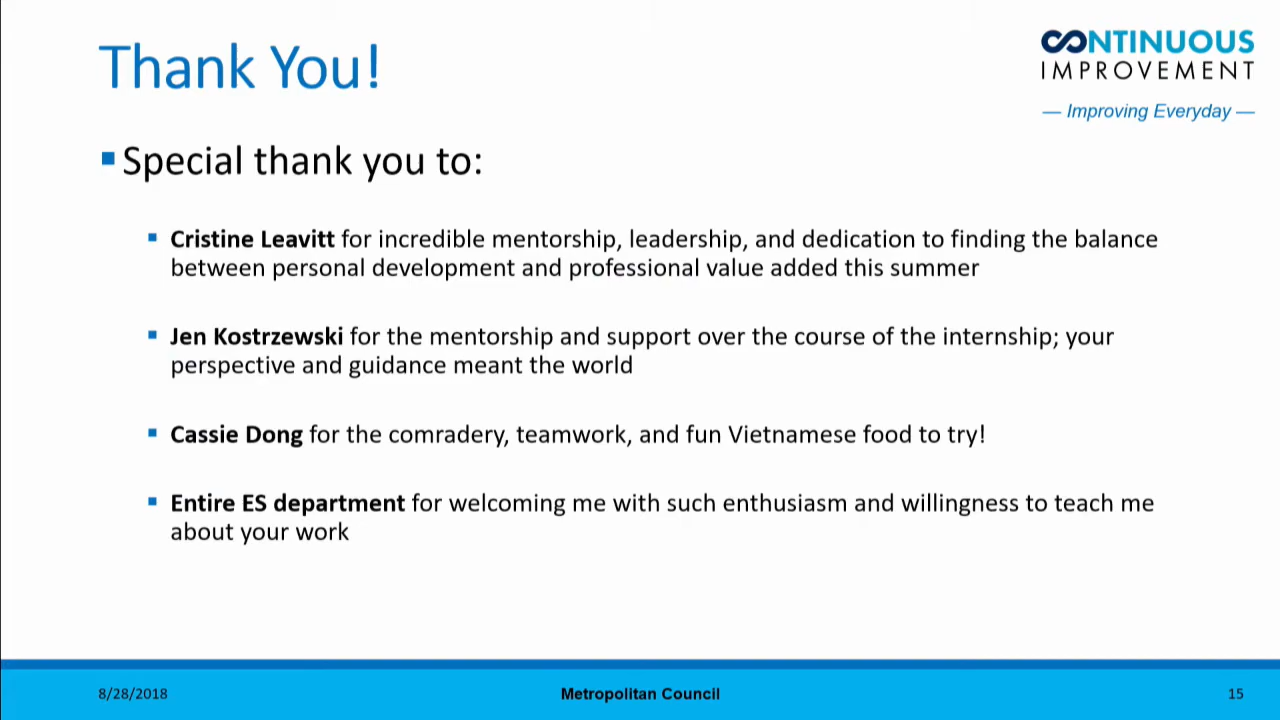 Thank You!
CONTINUOUS
IMPROVEMENT
— Improving Everyday —
Special thank you to:
Cristine Leavitt for incredible mentorship, leadership, and dedication to finding the balance
between personal development and professional value added this summer
Jen Kostrzewski for the mentorship and support over the course of the internship; your
perspective and guidance meant the world
Cassie Dong for the comradery, teamwork, and fun Vietnamese food to try!
Entire ES department for welcoming me with such enthusiasm and willingness to teach me
about your work
8/28/2018
Metropolitan Council
15